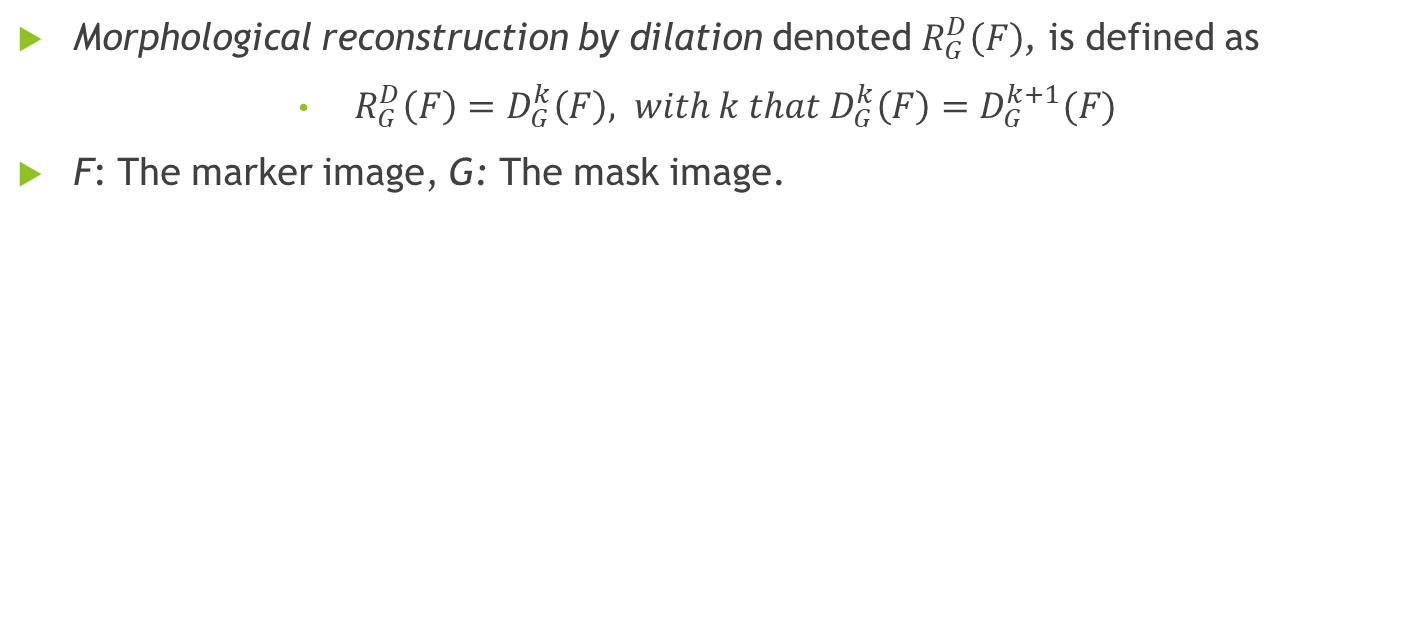 Morphological reconstruction by dilation denoted R_G^D(F), is defined as
R_G^D(F) = D_G^k(F), with k that D_G^k(F) = D_G^{k+1}(F)
F: The marker image, G: The mask image.